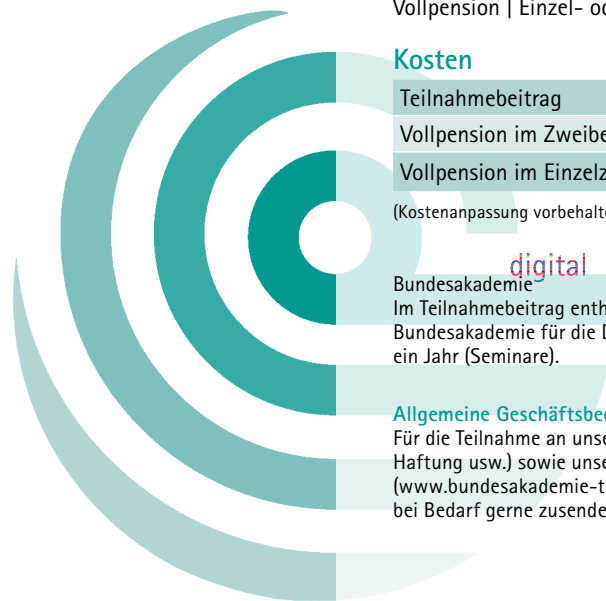 Vollpension | Einzel- od
Kosten
Teilnahmebeitrag
Vollpension im Zweibe
Vollpension im Einzelz
(Kostenanpassung vorbehalte
Bundesakademie digital
Im Teilnahmebeitrag enth
Bundesakademie für die D
ein Jahr (Seminare).
Allgemeine Geschäftsbed
Für die Teilnahme an unse
Haftung usw.) sowie unse
(www.bundesakademie-t
bei Bedarf gerne zusende